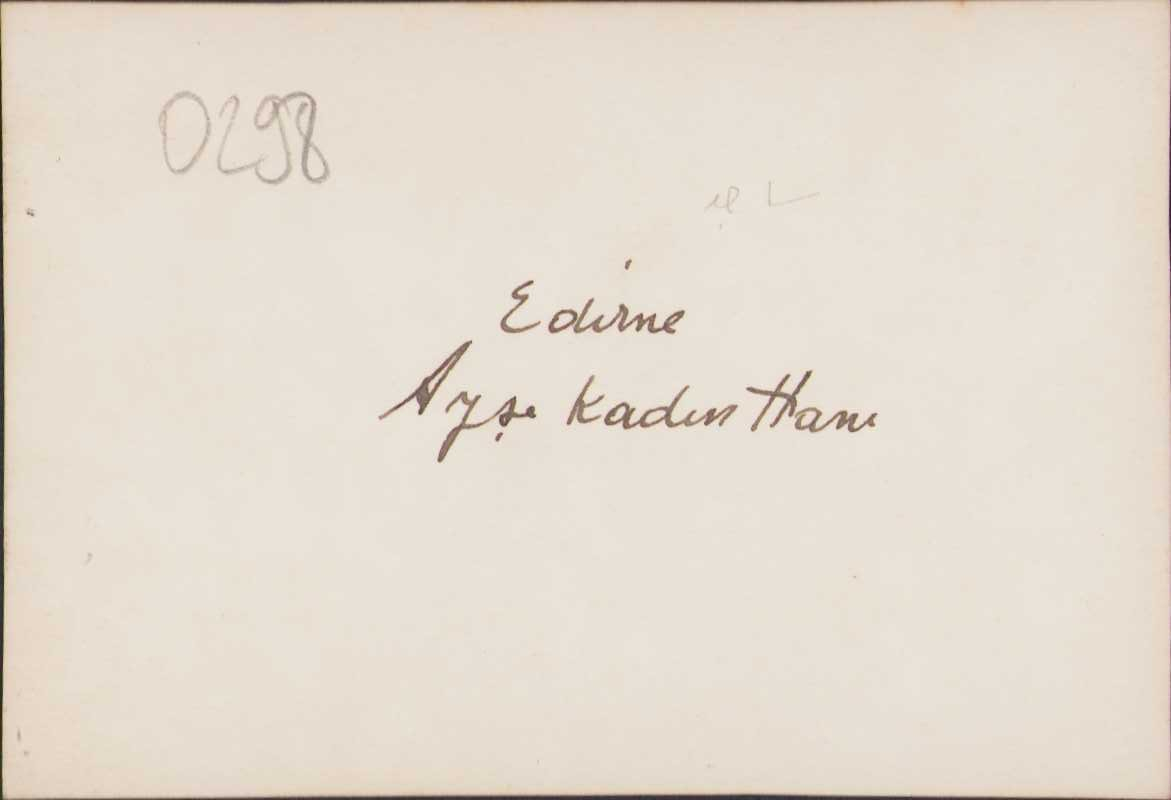 0298
Edirne
Ayşe Kadın Hanı